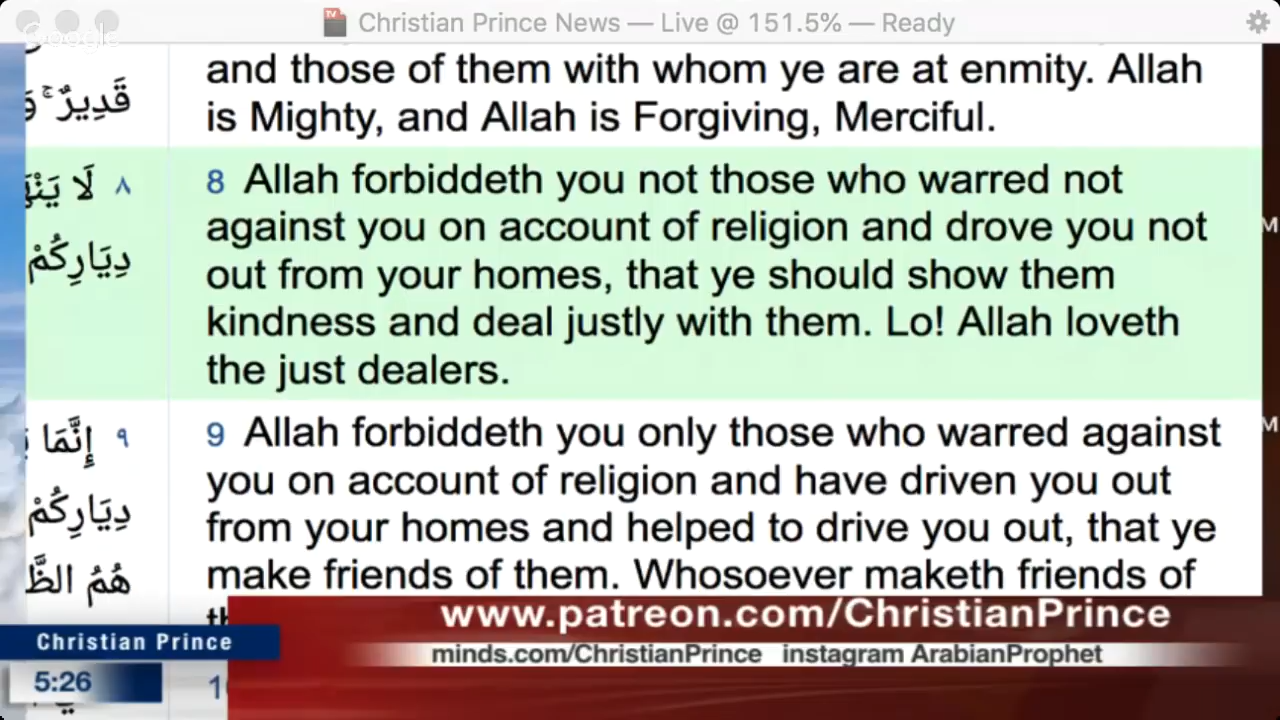 Christian Prince News — Live @ 151.5% — Ready
Google
and those of them with whom ye are at enmity. Allah
is Mighty, and Allah is Forgiving, Merciful.
قَدِيرٌ ۚ وَ
8 Allah forbiddeth you not those who warred not
against you on account of religion and drove you not
out from your homes, that ye should show them
kindness and deal justly with them. Lo! Allah loveth
the just dealers.
٨ لَا
دِيَارِكُمْ
9 Allah forbiddeth you only those who warred against
you on account of religion and have driven you out
from your homes and helped to drive you out, that ye
make friends of them. Whosoever maketh friends of
٩ إِنَّمَا
دِيَارِكُمْ
هُمُ
www.patreon.com/ChristianPrince
Christian Prince
minds.com/ChristianPrince instagram ArabianProphet
5:26